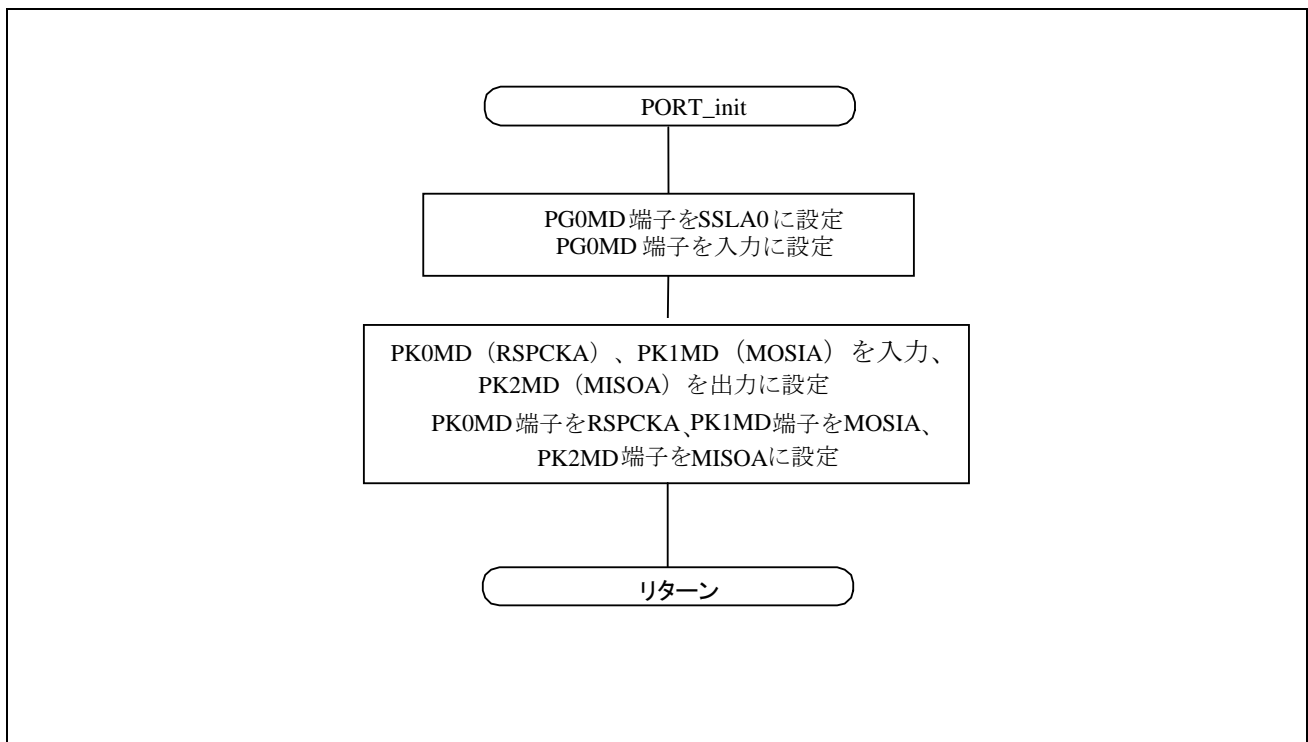 PORT_init
PG0MD端子をSSLA0に設定
PG0MD 端子を入力に設定
PK0MD（RSPCKA）、PK1MD（MOSIA）を入力、
PK2MD（MISOA）を出力に設定
PK0MD端子をRSPCKA、PK1MD端子をMOSIA、
PK2MD端子をMISOAに設定
リターン